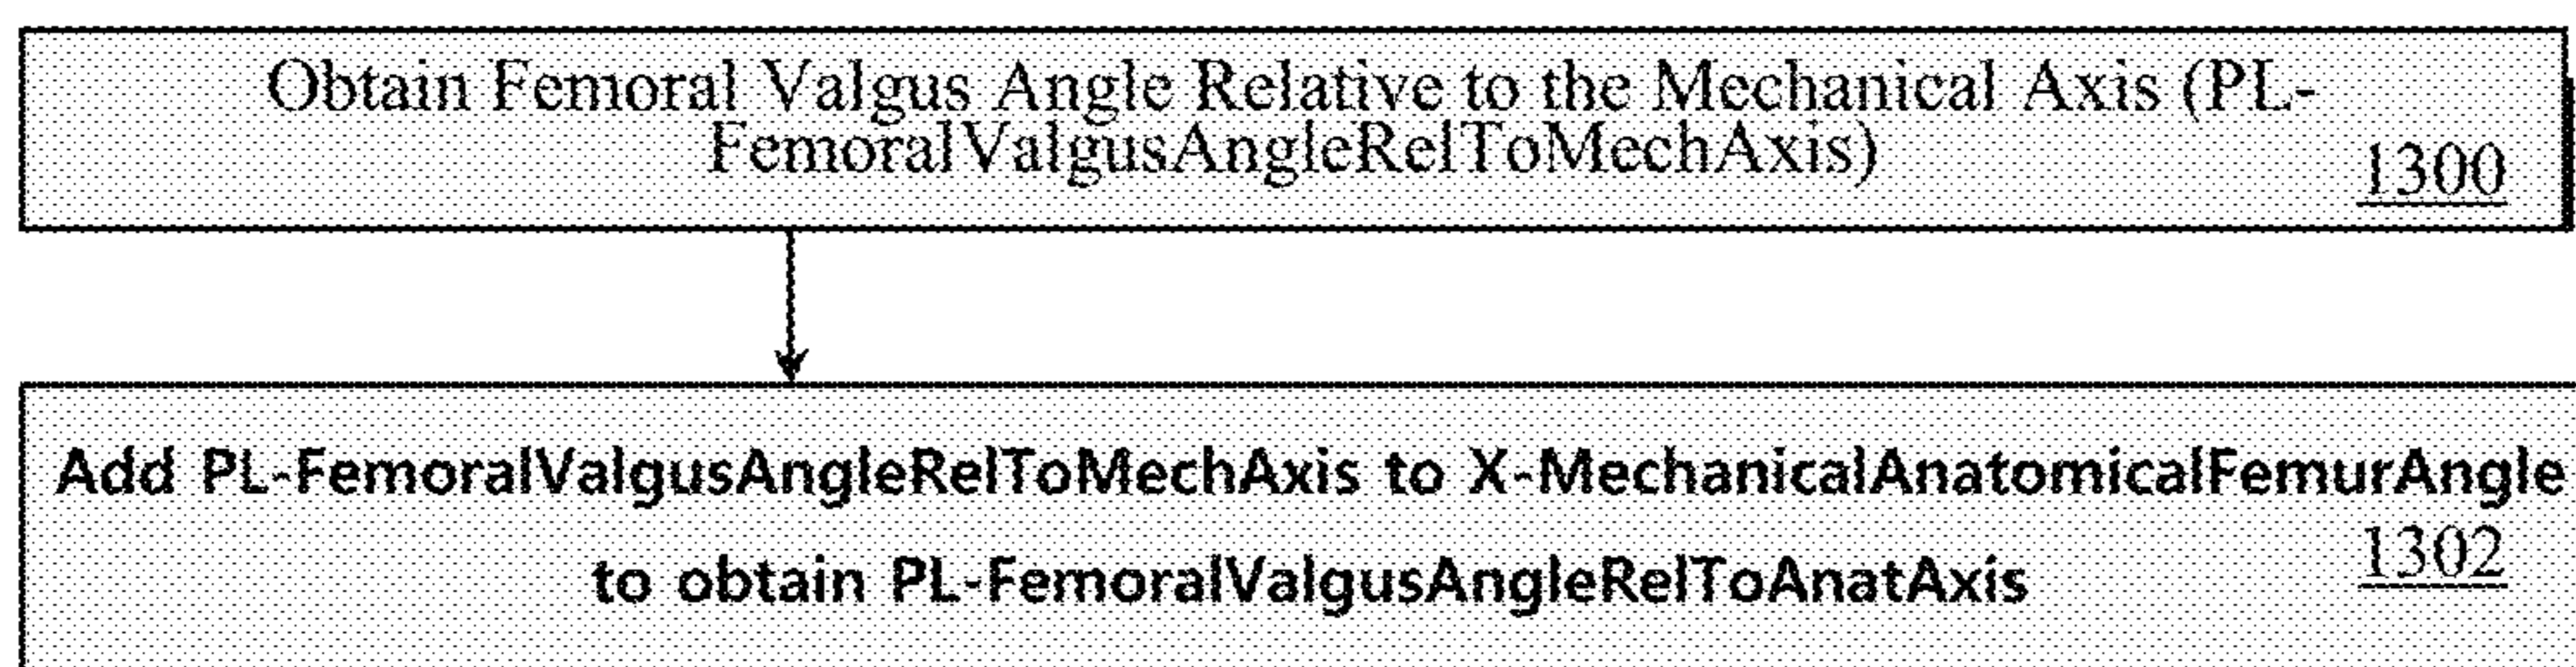 Obtain Femoral Valgus Angle Relative to the Mechanical Axis (PL-
FemoralValgusAngleRelToMechAxis)
1300
Add PL-FemoralValgusAngleRelToMechAxis to X-MechanicalAnatomicalFemurAngle
1302
to obtain PL-FemoralValgusAngleRelToAnatAxis